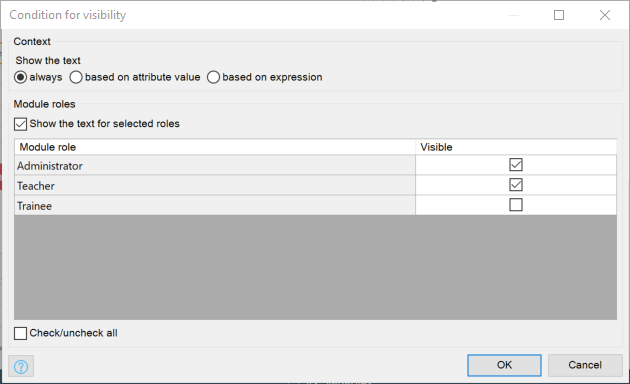 Condition for visibility
Context
Show the text
always based on attribute value based on expression
Module roles
Show the text for selected roles
Module role Visible
Administrator
Teacher
Trainee
Check/uncheck all
? OK Cancel